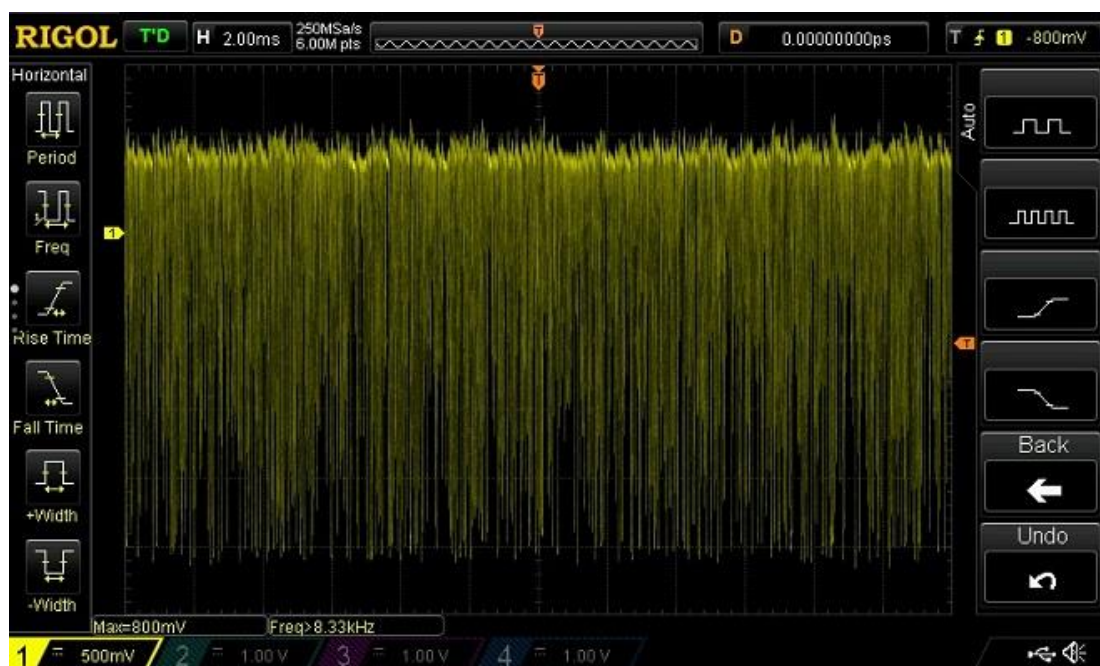 RIGOL T'D H 2.00ms 250MSa/s 6.00M pts T D 0.00000000ps T 1 -800mV
Horizontal
Period
Freq
Rise Time
Fall Time
+Width
-Width
T
1
T
Auto
Back
Undo
Max=800mV Freq>8.33kHz
1 500mV 2 1.00 V 3 1.00 V 4 1.00 V